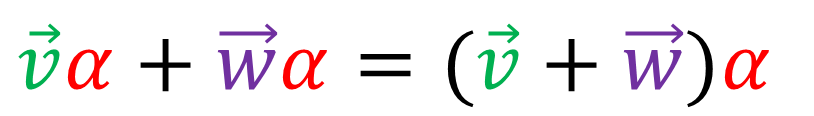 v⃗α + w⃗α = (v⃗ + w⃗)α